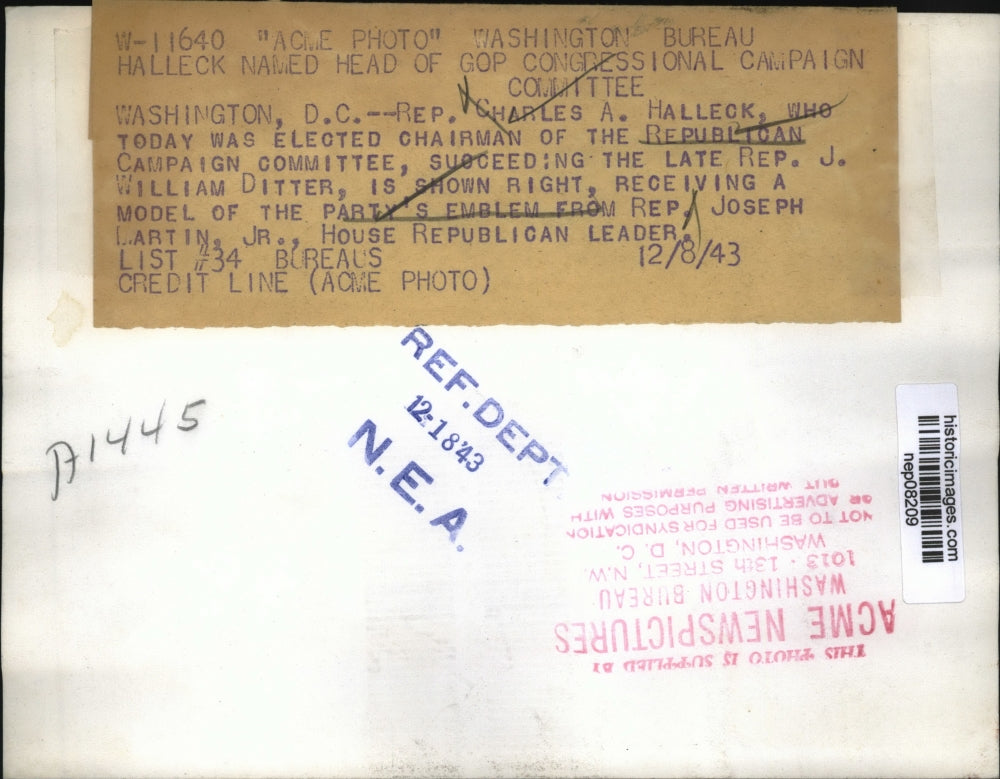 W-11640 "ACME PHOTO" WASHINGTON BUREAU
HALLECK NAMED HEAD OF GOP CONGRESSIONAL CAMPAIGN
COMMITTEE
WASHINGTON, D.C.--REP. CHARLES A. HALLECK, WHO
TODAY WAS ELECTED CHAIRMAN OF THE REPUBLICAN
CAMPAIGN COMMITTEE, SUCCEEDING THE LATE REP. J.
WILLIAM DITTER, IS SHOWN RIGHT, RECEIVING A
MODEL OF THE PARTY'S EMBLEM FROM REP. JOSEPH
MARTIN, JR., HOUSE REPUBLICAN LEADER.
LIST #34 BUREAUS 12/8/43
CREDIT LINE (ACME PHOTO)
REF. DEPT
12-18'43
N.E.A.
A1445
historicimages.com
nep08209
THIS PHOTO IS SUPPLIED BY
ACME NEWSPICTURES
WASHINGTON BUREAU
1013 - 13th STREET, N.W.
WASHINGTON, D. C.
NOT TO BE USED FOR SYNDICATION
OR ADVERTISING PURPOSES WITH
OUT WRITTEN PERMISSION